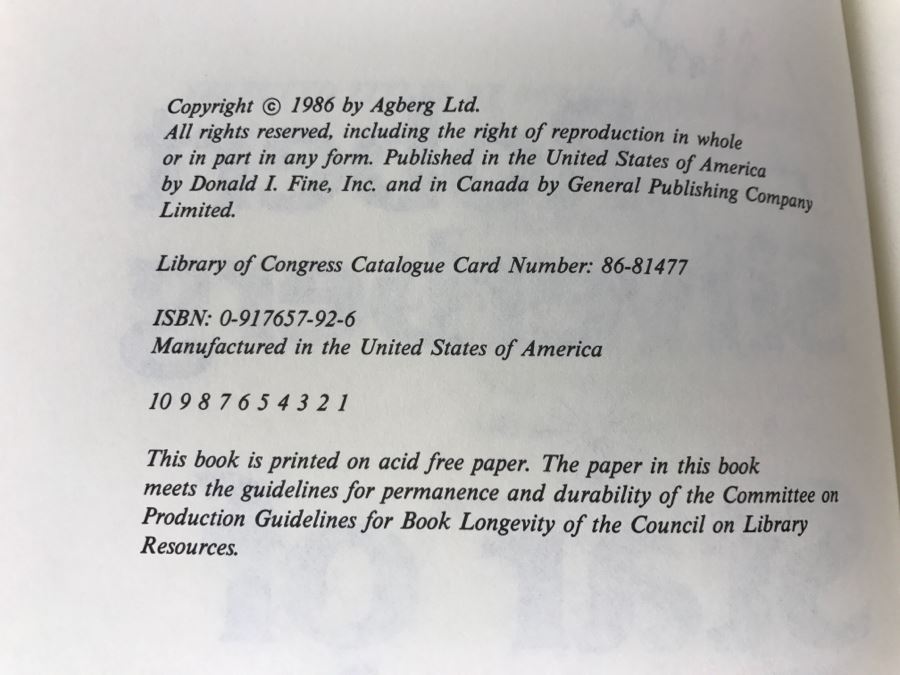 Copyright © 1986 by Agberg Ltd.
All rights reserved, including the right of reproduction in whole
or in part in any form. Published in the United States of America
by Donald I. Fine, Inc. and in Canada by General Publishing Company
Limited.
Library of Congress Catalogue Card Number: 86-81477
ISBN: 0-917657-92-6
Manufactured in the United States of America
10 9 8 7 6 5 4 3 2 1
This book is printed on acid free paper. The paper in this book
meets the guidelines for permanence and durability of the Committee on
Production Guidelines for Book Longevity of the Council on Library
Resources.